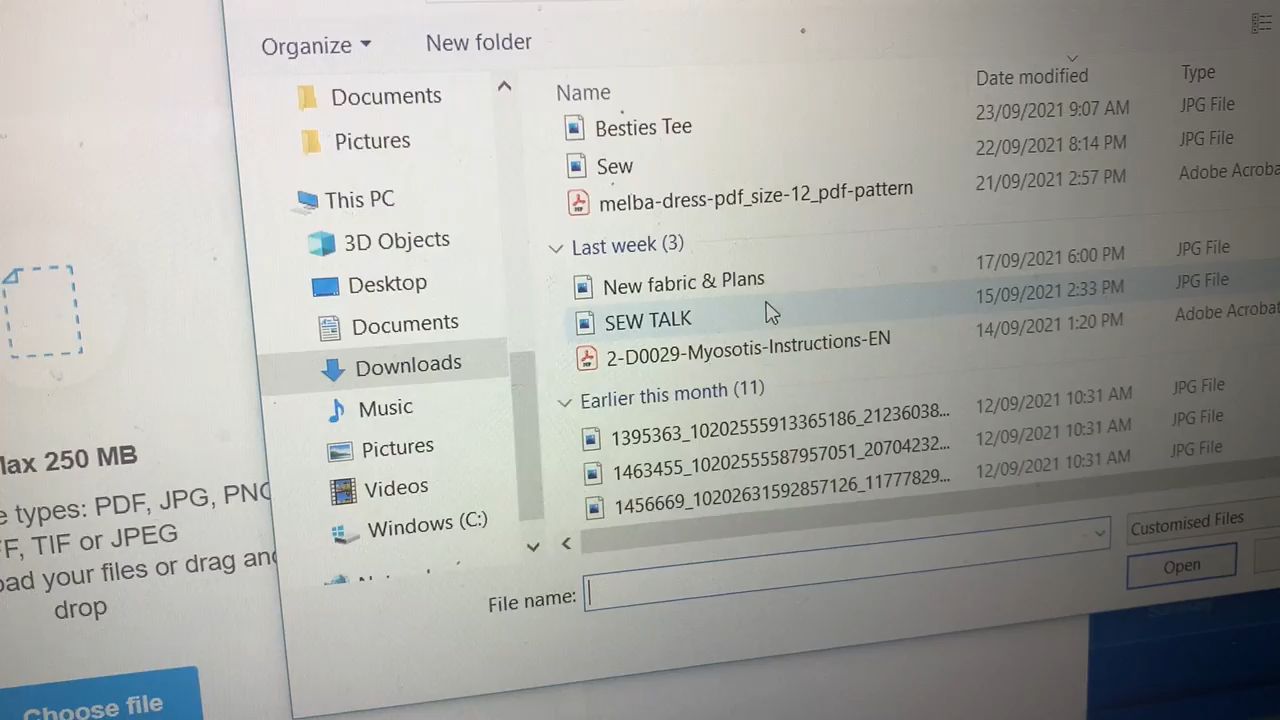 Organize New folder
Documents
Pictures
This PC
3D Objects
Desktop
Documents
Downloads
Music
Pictures
Videos
Windows (C:)
Name Date modified Type
Besties Tee 23/09/2021 9:07 AM JPG File
Sew 22/09/2021 8:14 PM JPG File
melba-dress-pdf_size-12_pdf-pattern 21/09/2021 2:57 PM Adobe Acroba
Last week (3)
New fabric & Plans 17/09/2021 6:00 PM JPG File
SEW TALK 15/09/2021 2:33 PM JPG File
2-D0029-Myosotis-Instructions-EN 14/09/2021 1:20 PM Adobe Acrobat
Earlier this month (11)
1395363_10202555913365186_21236038... 12/09/2021 10:31 AM JPG File
1463455_10202555587957051_20704232... 12/09/2021 10:31 AM JPG File
1456669_10202631592857126_11777829... 12/09/2021 10:31 AM JPG File
File name: Customised Files
Open
Max 250 MB
e types: PDF, JPG, PNG
FF, TIF or JPEG
oad your files or drag and
drop
Choose file